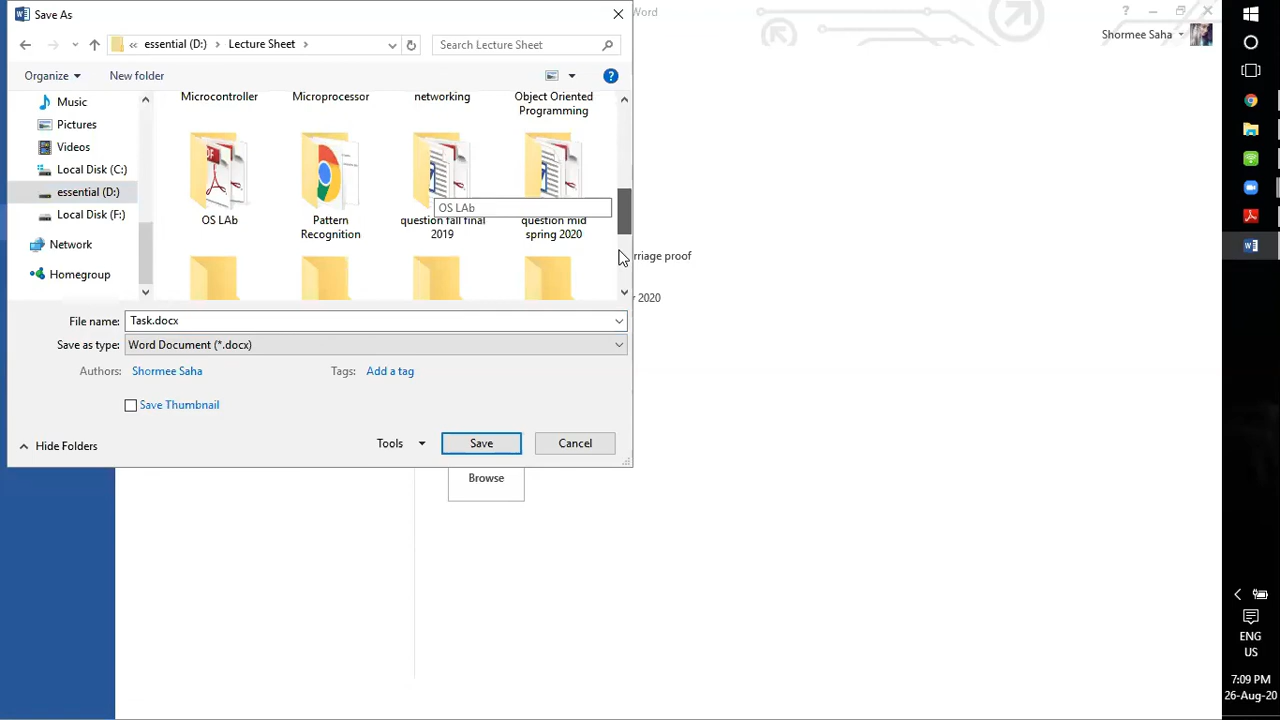 Save As
Word
Shormee Saha
essential (D:)
Lecture Sheet
Search Lecture Sheet
Organize
New folder
Music
Pictures
Videos
Local Disk (C:)
essential (D:)
Local Disk (F:)
Network
Homegroup
Microcontroller
Microprocessor
networking
Object Oriented
Programming
OS LAb
Pattern
Recognition
question fall final
2019
question mid
spring 2020
OS LAb
rriage proof
2020
File name:
Task.docx
Save as type:
Word Document (*.docx)
Authors:
Shormee Saha
Tags:
Add a tag
Save Thumbnail
Hide Folders
Tools
Save
Cancel
Browse
ENG
US
7:09 PM
26-Aug-20